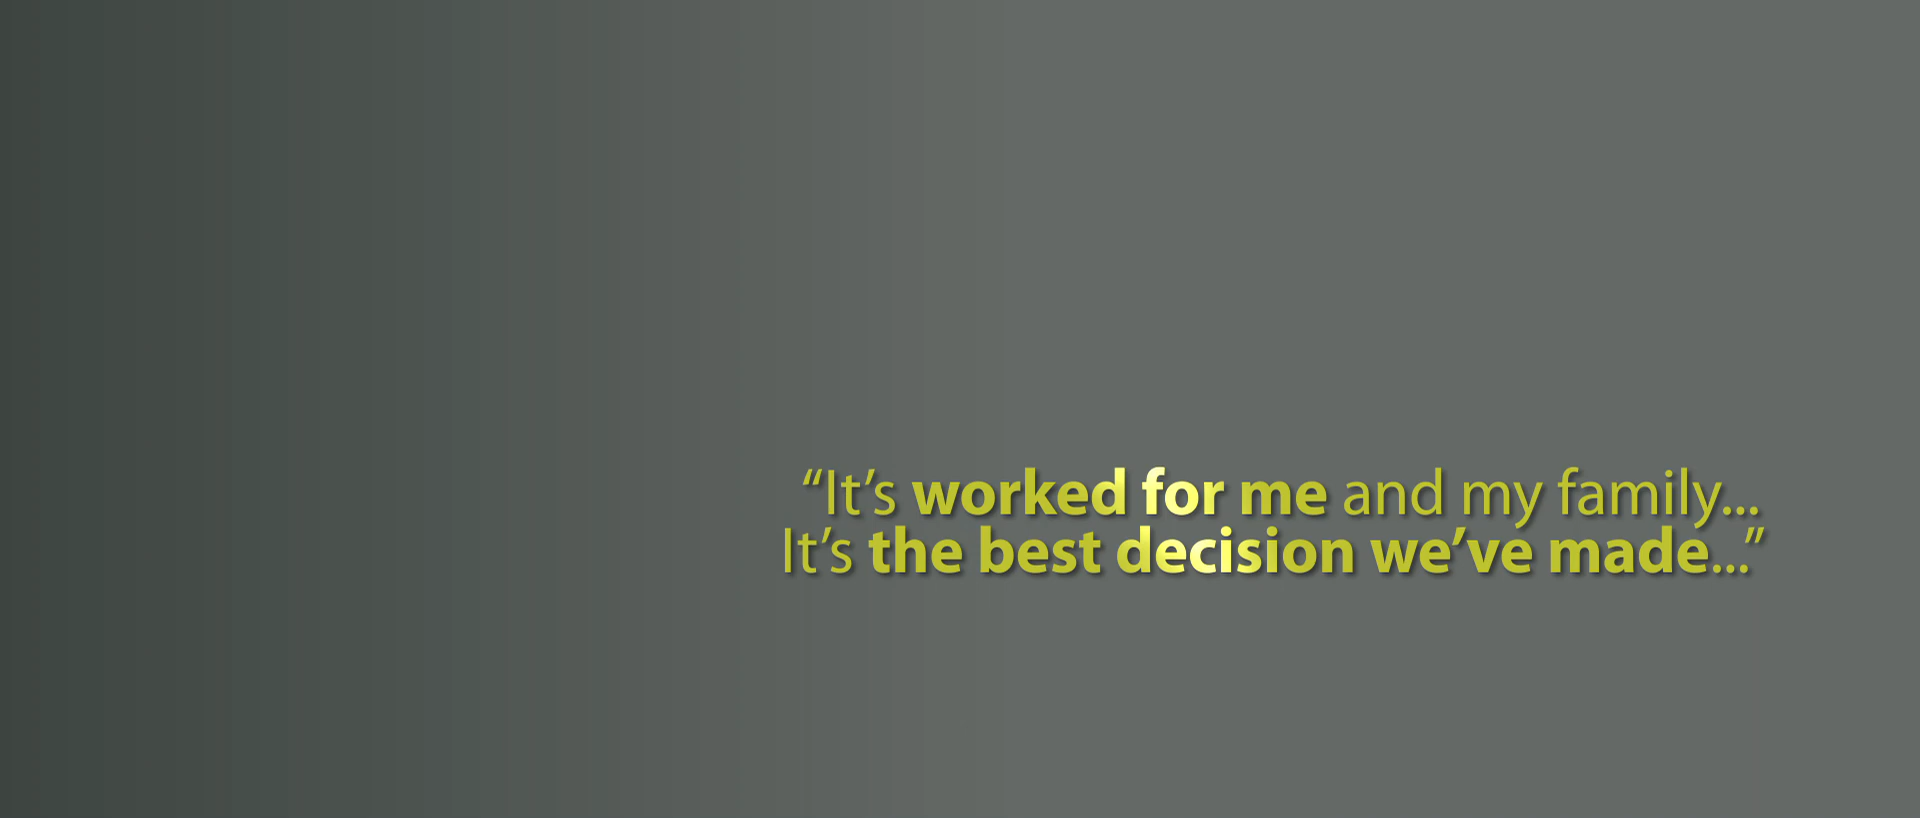 “It’s worked for me and my family...
It’s the best decision we’ve made...”